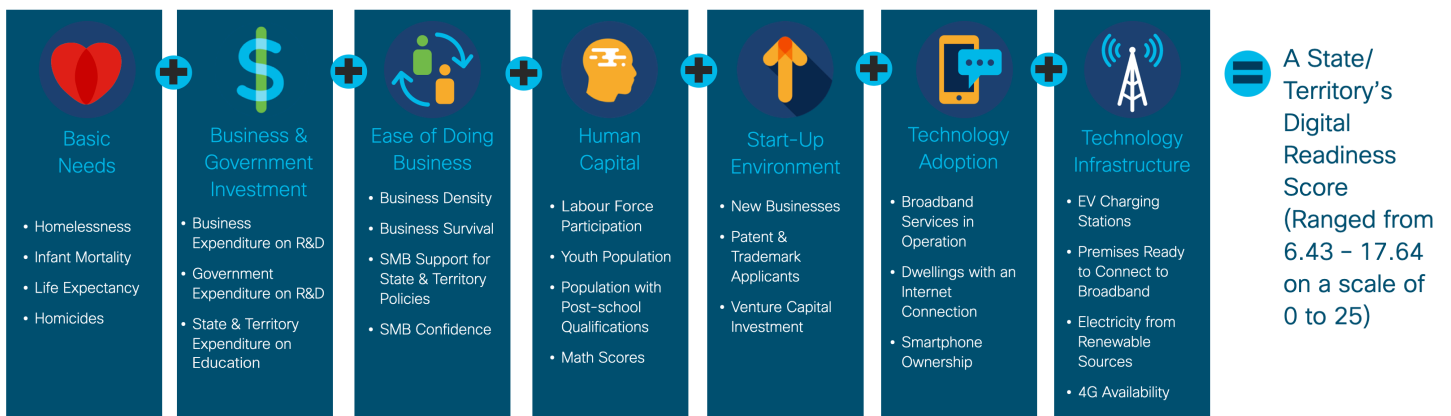 Basic
Needs
• Homelessness
• Infant Mortality
• Life Expectancy
• Homicides
Business &
Government
Investment
• Business
Expenditure on R&D
• Government
Expenditure on R&D
• State & Territory
Expenditure on
Education
Ease of Doing
Business
• Business Density
• Business Survival
• SMB Support for
State & Territory
Policies
• SMB Confidence
Human
Capital
• Labour Force
Participation
• Youth Population
• Population with
Post-school
Qualifications
• Math Scores
Start-Up
Environment
• New Businesses
• Patent &
Trademark
Applicants
• Venture Capital
Investment
Technology
Adoption
• Broadband
Services in
Operation
• Dwellings with an
Internet
Connection
• Smartphone
Ownership
Technology
Infrastructure
• EV Charging
Stations
• Premises Ready
to Connect to
Broadband
• Electricity from
Renewable
Sources
• 4G Availability
A State/
Territory’s
Digital
Readiness
Score
(Ranged from
6.43 – 17.64
on a scale of
0 to 25)